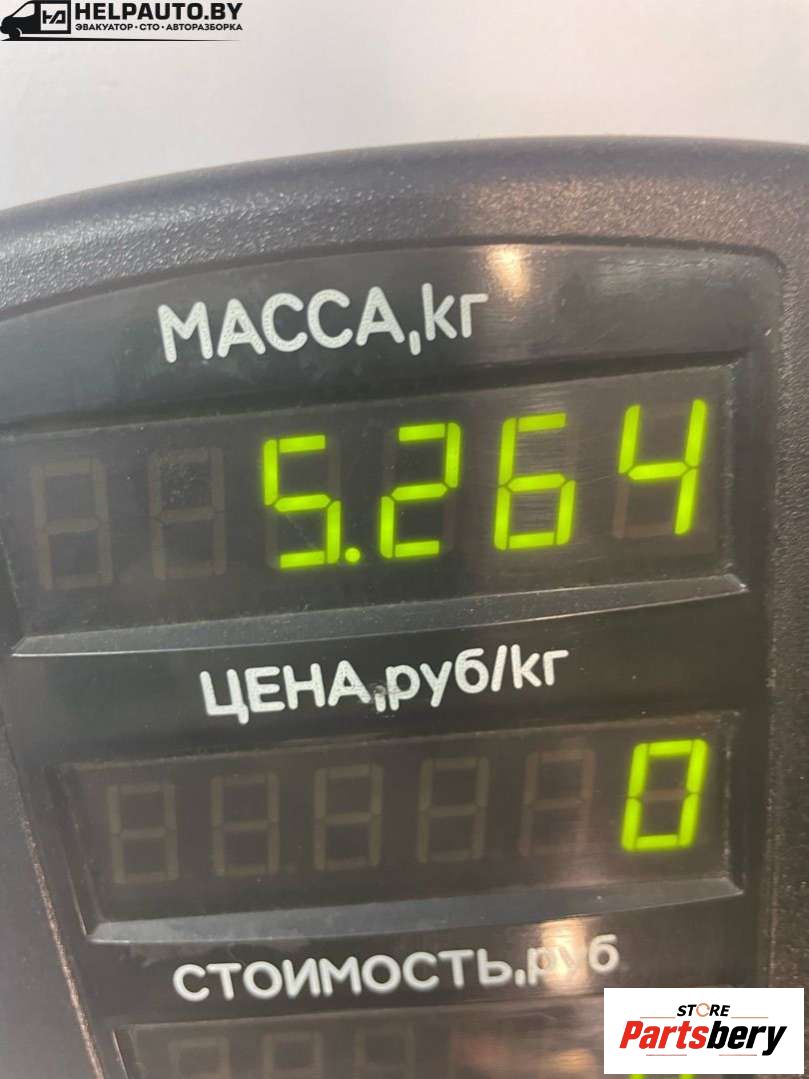 HELPAUTO.BY
ЭВАКУАТОР • СТО • АВТОРАЗБОРКА
МАССА,кг
5.264
ЦЕНА,руб/кг
0
СТОИМОСТЬ,руб
STORE
Partsbery